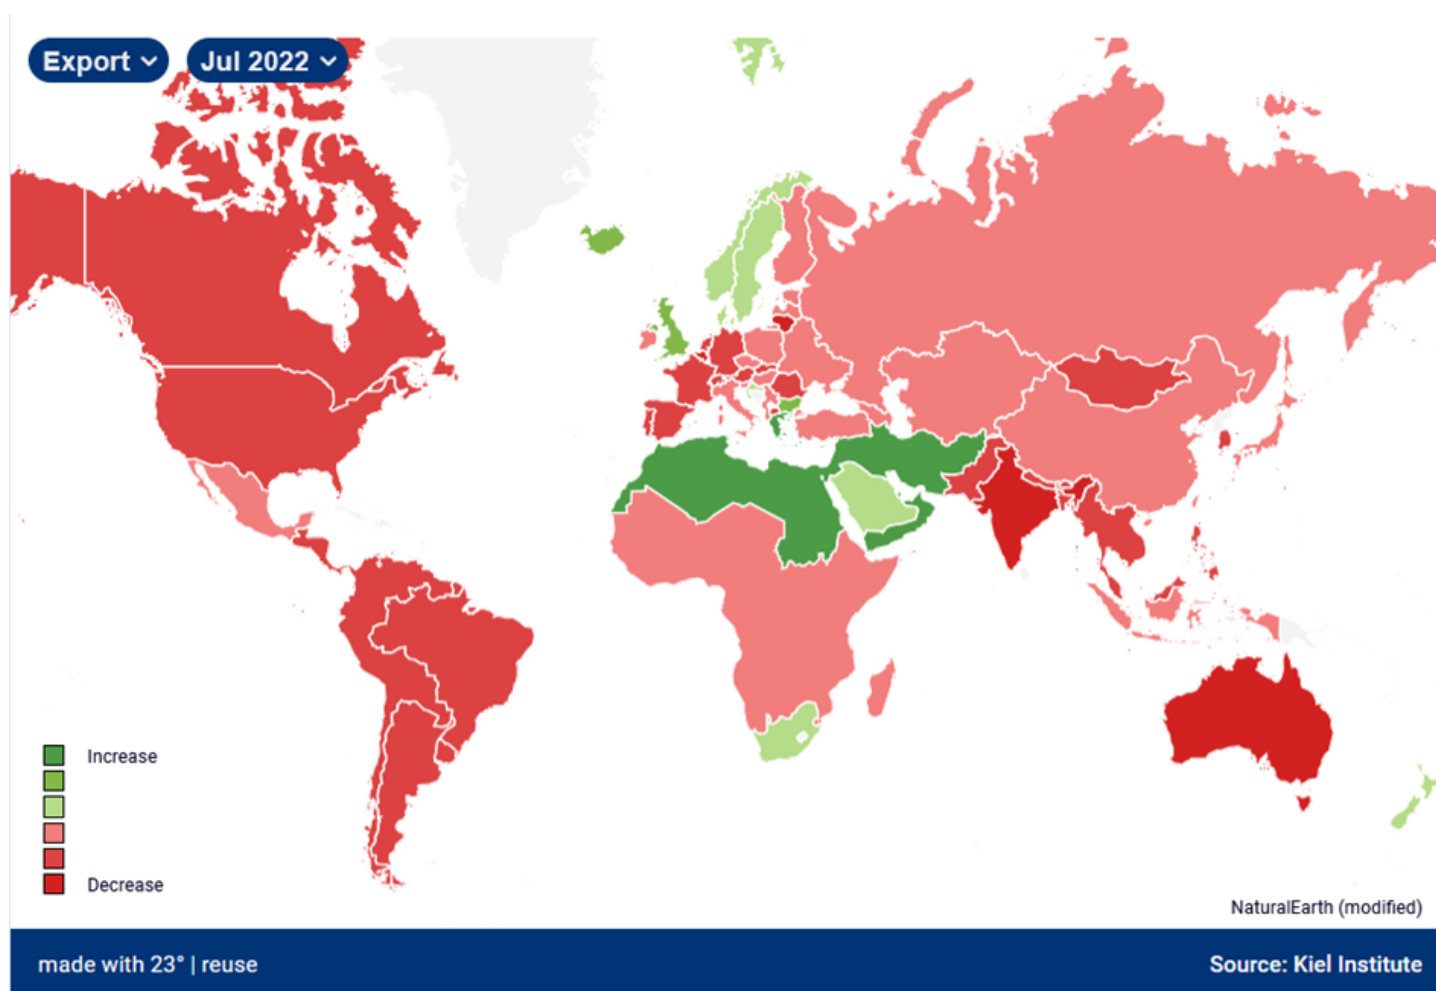 Export
Jul 2022
Increase
Decrease
NaturalEarth (modified)
made with 23° | reuse
Source: Kiel Institute